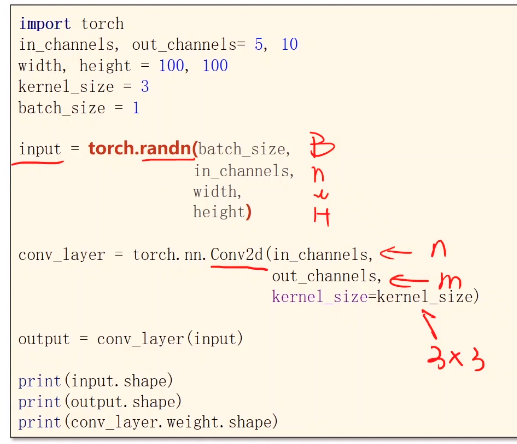 import torch
in_channels, out_channels= 5, 10
width, height = 100, 100
kernel_size = 3
batch_size = 1
input = torch.randn(batch_size, B
in_channels, n
width, w
height) H
conv_layer = torch.nn.Conv2d(in_channels, ← n
out_channels, ← m
kernel_size=kernel_size)
3×3
output = conv_layer(input)
print(input.shape)
print(output.shape)
print(conv_layer.weight.shape)